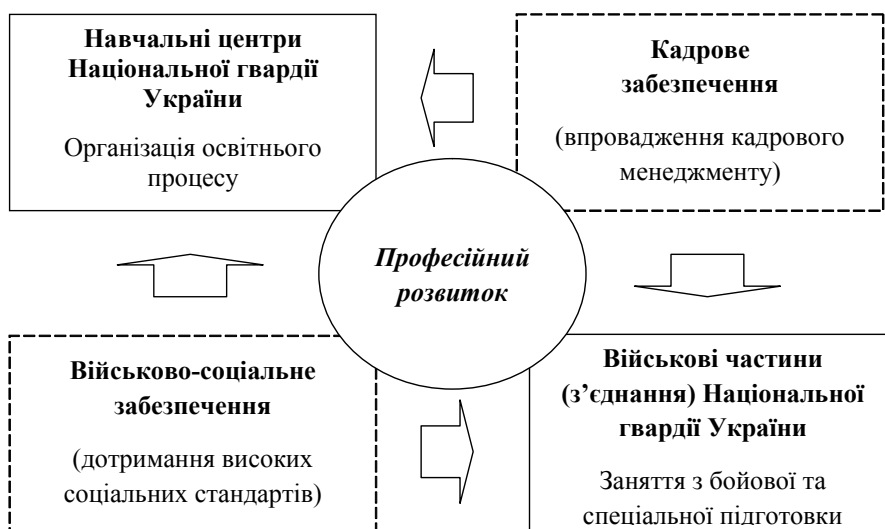 Навчальні центри
Національної гвардії
України
Організація освітнього
процесу
Кадрове
забезпечення
(впровадження кадрового
менеджменту)
Професійний
розвиток
Військово-соціальне
забезпечення
(дотримання високих
соціальних стандартів)
Військові частини
(з’єднання) Національної
гвардії України
Заняття з бойової та
спеціальної підготовки